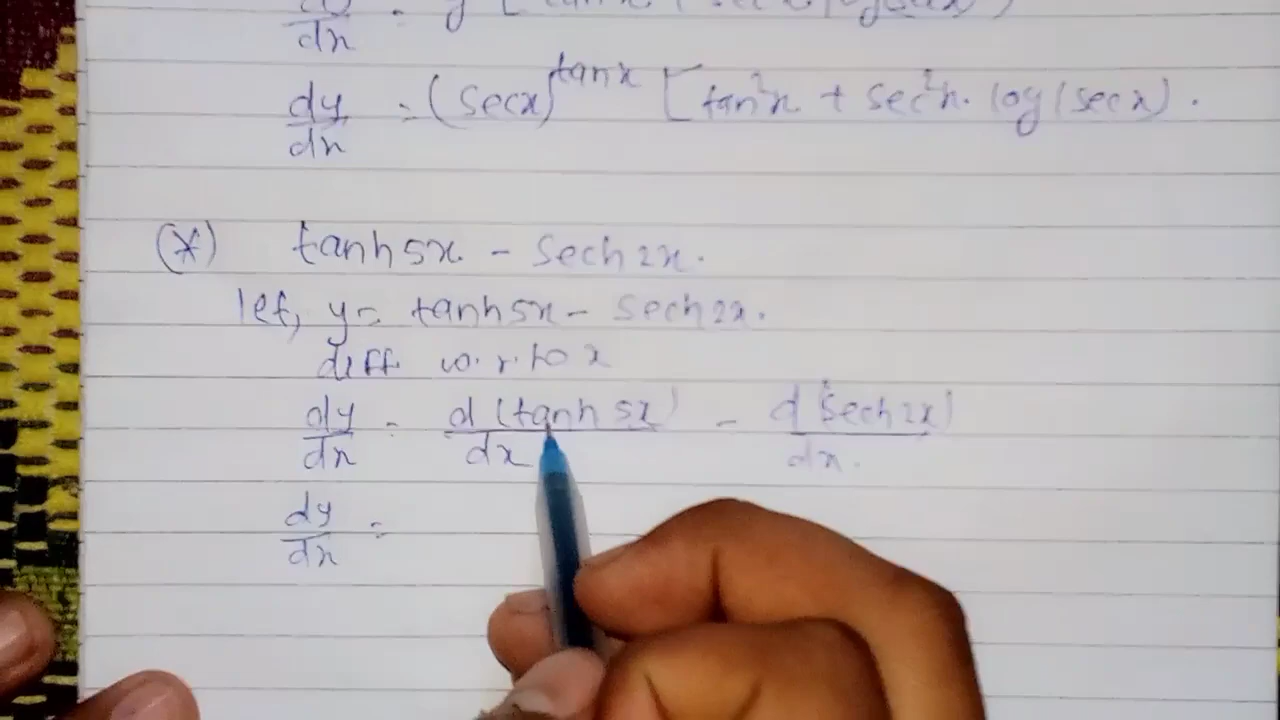 dy/dx = (secx)^tanx [tan²x + sec²x. log(secx).
(*) tanh5x. - Sech2x.
let, y = tanh5x - Sech2x.
diff w.r.to x
dy/dx = d(tanh5x)/dx - d(Sech2x)/dx.
dy/dx =